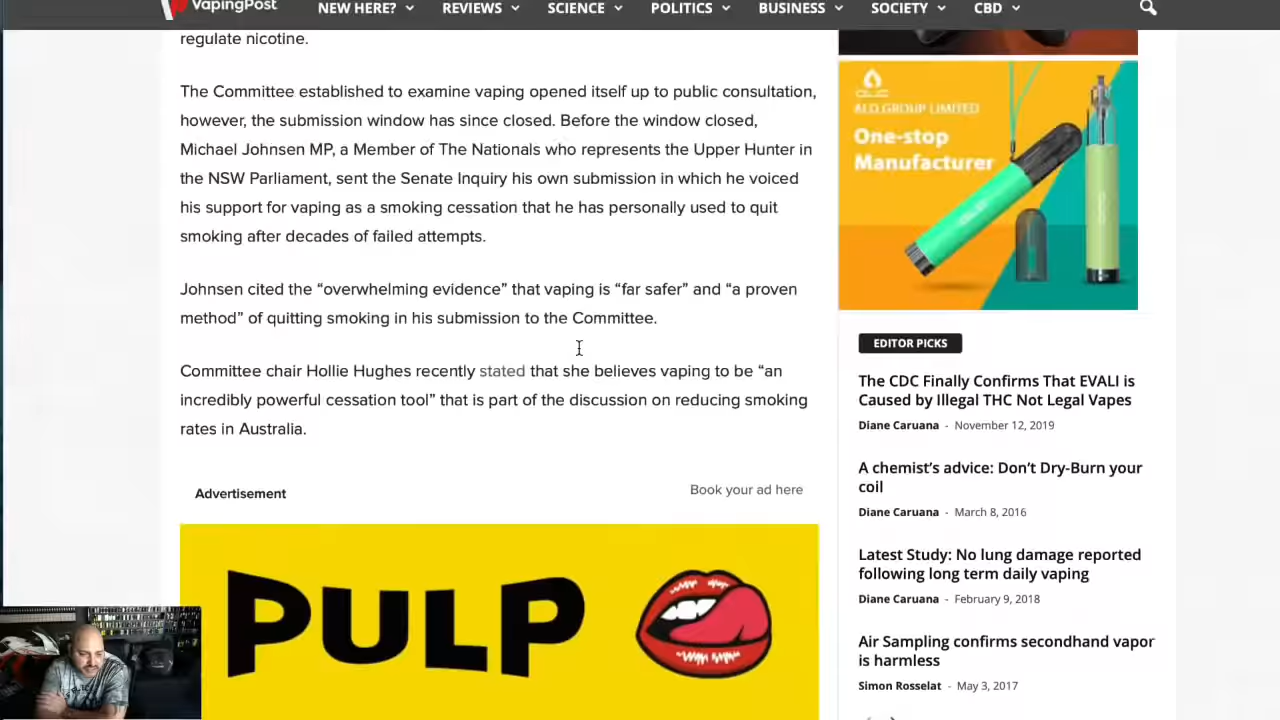 VapingPost
NEW HERE?
REVIEWS
SCIENCE
POLITICS
BUSINESS
SOCIETY
CBD
regulate nicotine.
The Committee established to examine vaping opened itself up to public consultation,
however, the submission window has since closed. Before the window closed,
Michael Johnsen MP, a Member of The Nationals who represents the Upper Hunter in
the NSW Parliament, sent the Senate Inquiry his own submission in which he voiced
his support for vaping as a smoking cessation that he has personally used to quit
smoking after decades of failed attempts.
Johnsen cited the “overwhelming evidence” that vaping is “far safer” and “a proven
method” of quitting smoking in his submission to the Committee.
Committee chair Hollie Hughes recently stated that she believes vaping to be “an
incredibly powerful cessation tool” that is part of the discussion on reducing smoking
rates in Australia.
Advertisement
Book your ad here
PULP
GROUP LIMITED
One-stop
Manufacturer
EDITOR PICKS
The CDC Finally Confirms That EVALI is
Caused by Illegal THC Not Legal Vapes
Diane Caruana - November 12, 2019
A chemist’s advice: Don’t Dry-Burn your
coil
Diane Caruana - March 8, 2016
Latest Study: No lung damage reported
following long term daily vaping
Diane Caruana - February 9, 2018
Air Sampling confirms secondhand vapor
is harmless
Simon Rosselat - May 3, 2017